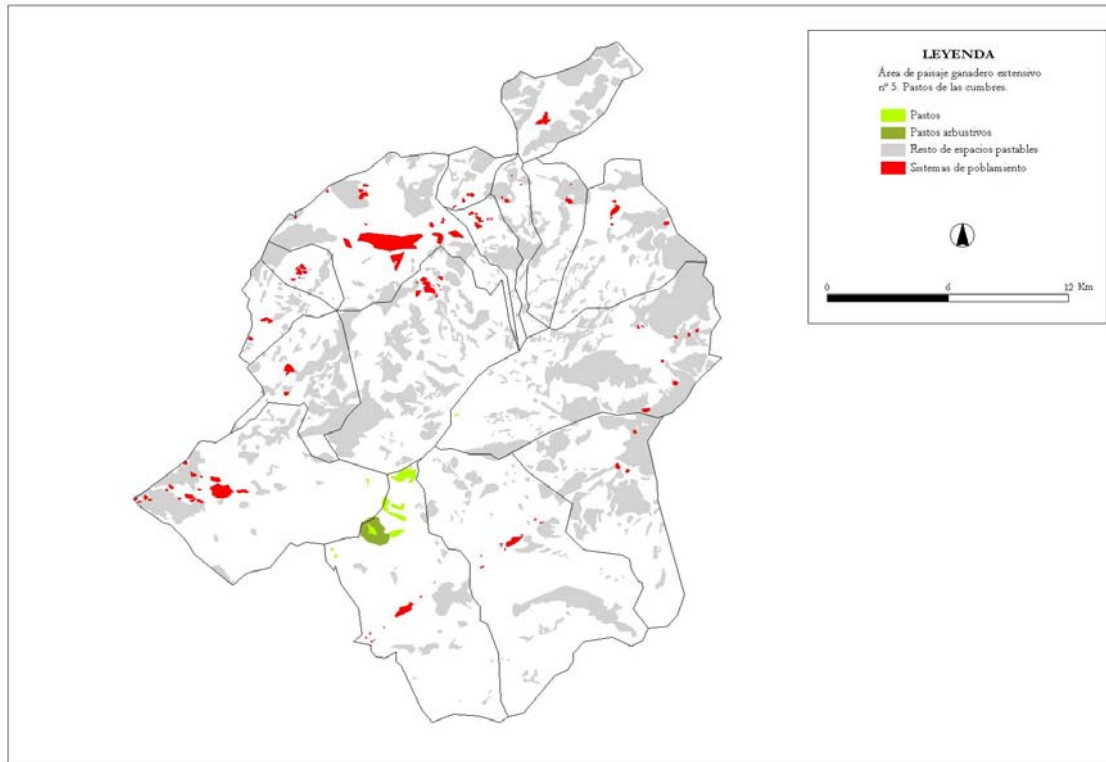 LEYENDA
Área de paisaje ganadero extensivo
nº 5. Pastos de las cumbres.
Pastos
Pastos arbustivos
Resto de espacios pastables
Sistemas de poblamiento
0 6 12 Km